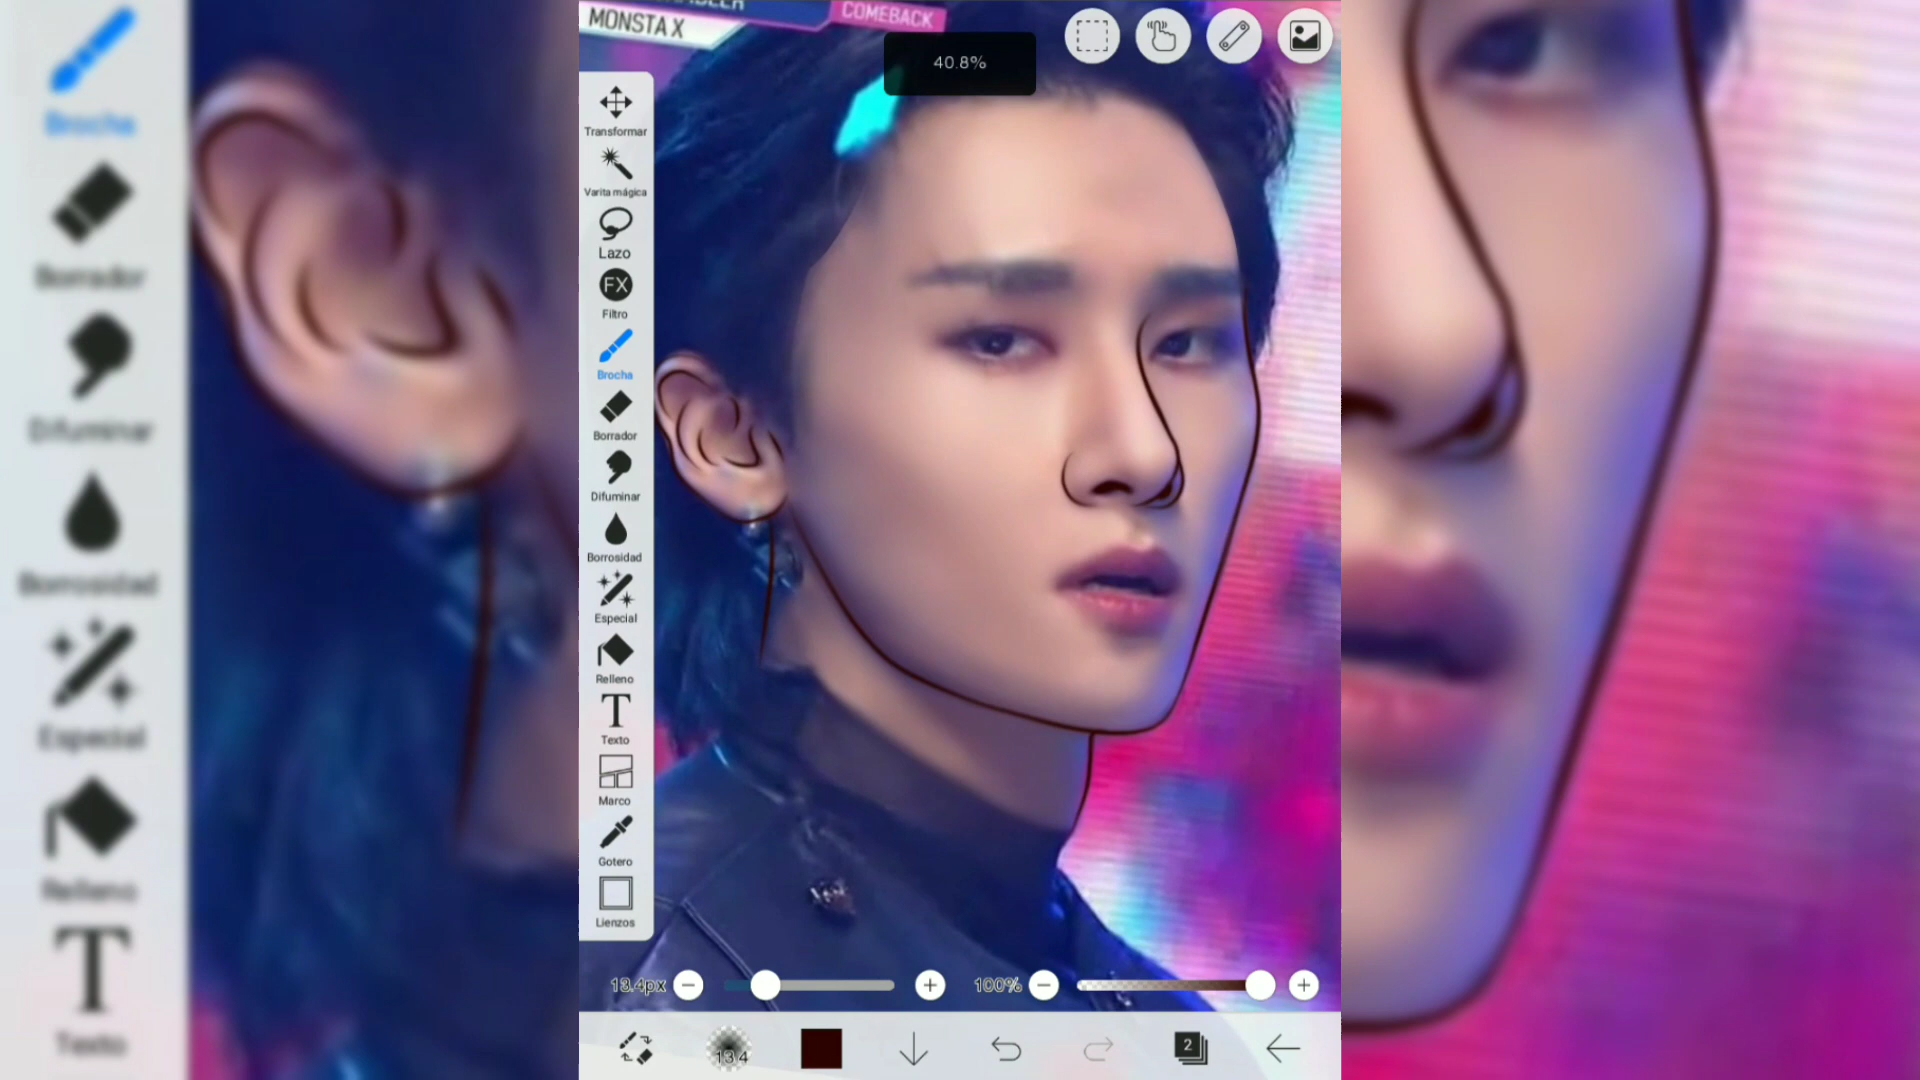 COMEBACK
MONSTA X
40.8%
Transformar
Varita mágica
Lazo
FX
Filtro
Brocha
Borrador
Difuminar
Borrosidad
Especial
Relleno
T
Texto
Marco
Gotero
Lienzos
13.4px
100%
13.4
2
Brocha
Borrador
Difuminar
Borrosidad
Especial
Relleno
T
Texto